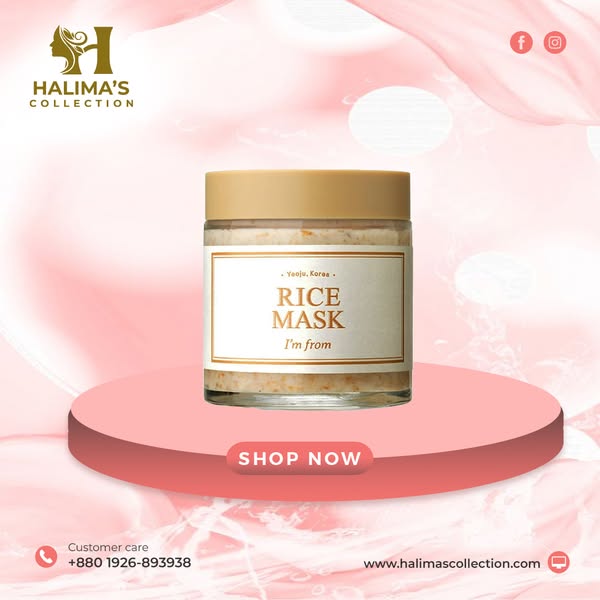 HALIMA'S
COLLECTION
• Yeoju, Korea •
RICE
MASK
I'm from
SHOP NOW
Customer care
+880 1926-893938
www.halimascollection.com